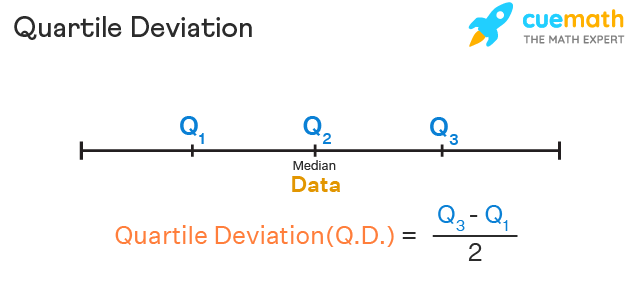 Quartile Deviation
cuemath
THE MATH EXPERT
Q₁ Q₂ Q₃
Median
Data
Quartile Deviation(Q.D.) = Q₃ - Q₁
2